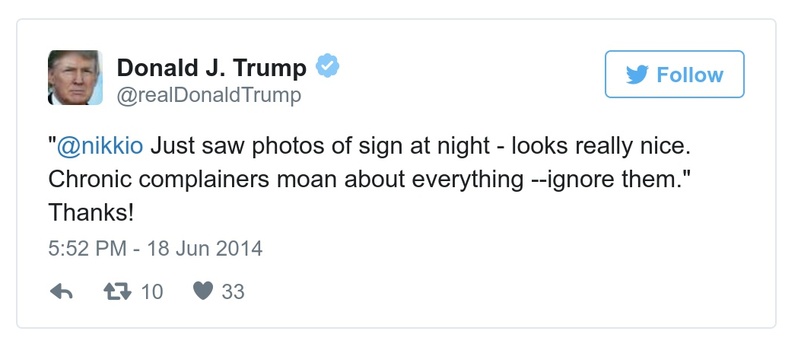 Donald J. Trump
@realDonaldTrump
Follow
"@nikkio Just saw photos of sign at night - looks really nice.
Chronic complainers moan about everything --ignore them."
Thanks!
5:52 PM - 18 Jun 2014
10 33